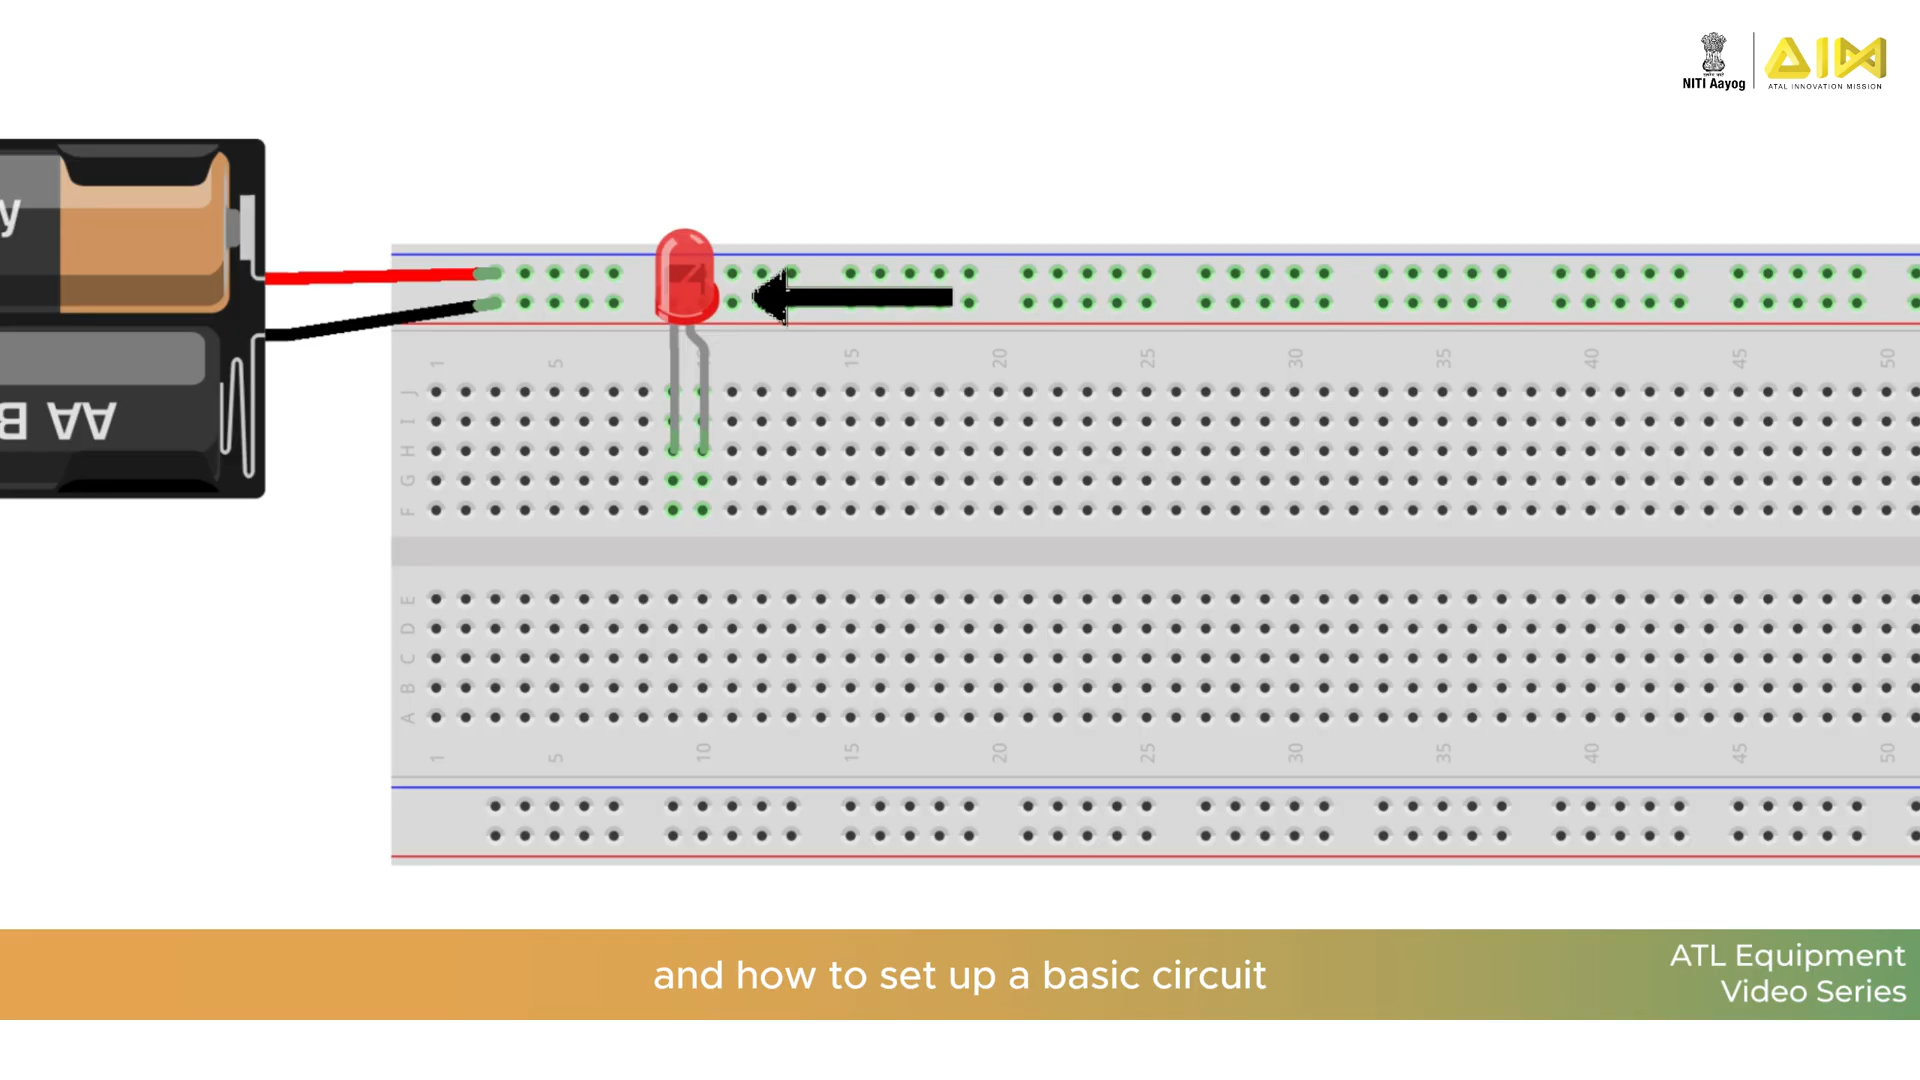 NITI Aayog
AIM
ATAL INNOVATION MISSION
y
AA B
1 5 15 20 25 30 35 40 45 50
J
I
H
G
F
E
D
C
B
A
1 5 10 15 20 25 30 35 40 45 50
and how to set up a basic circuit
ATL Equipment
Video Series